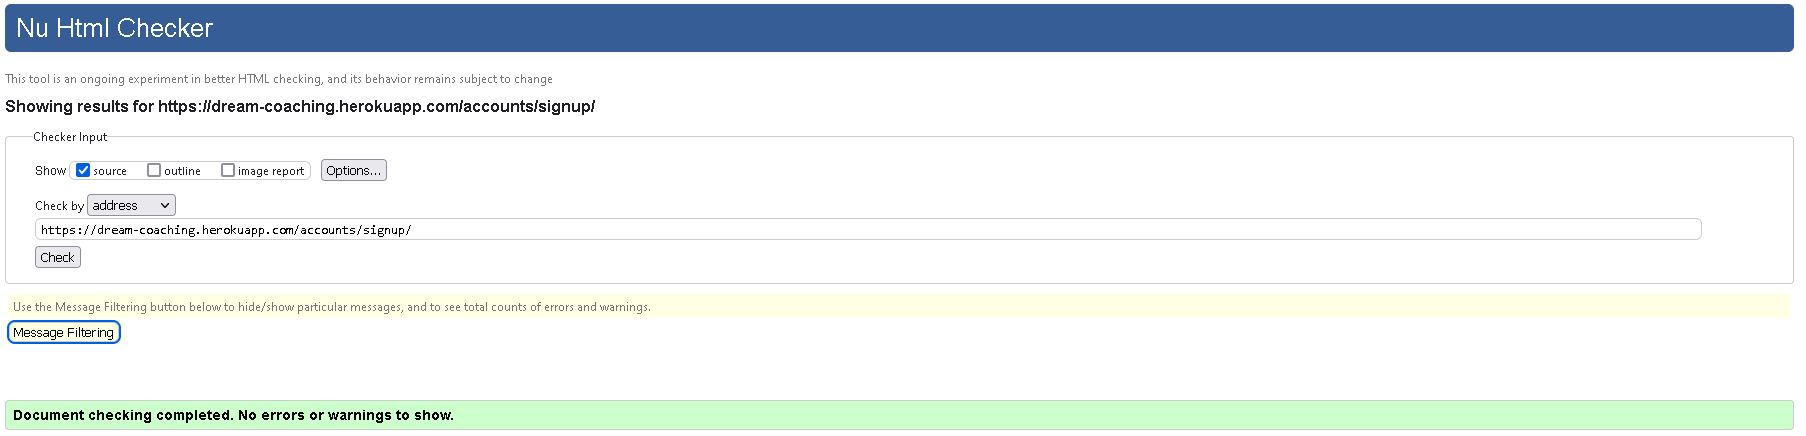 Nu Html Checker
This tool is an ongoing experiment in better HTML checking, and its behavior remains subject to change
Showing results for https://dream-coaching.herokuapp.com/accounts/signup/
Checker Input
Show source outline image report Options...
Check by address
https://dream-coaching.herokuapp.com/accounts/signup/
Check
Use the Message Filtering button below to hide/show particular messages, and to see total counts of errors and warnings.
Message Filtering
Document checking completed. No errors or warnings to show.